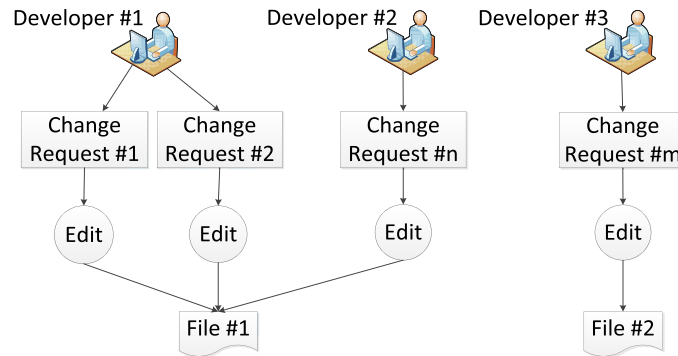 Developer #1
Developer #2
Developer #3
Change
Request #1
Change
Request #2
Change
Request #n
Change
Request #m
Edit
Edit
Edit
Edit
File #1
File #2